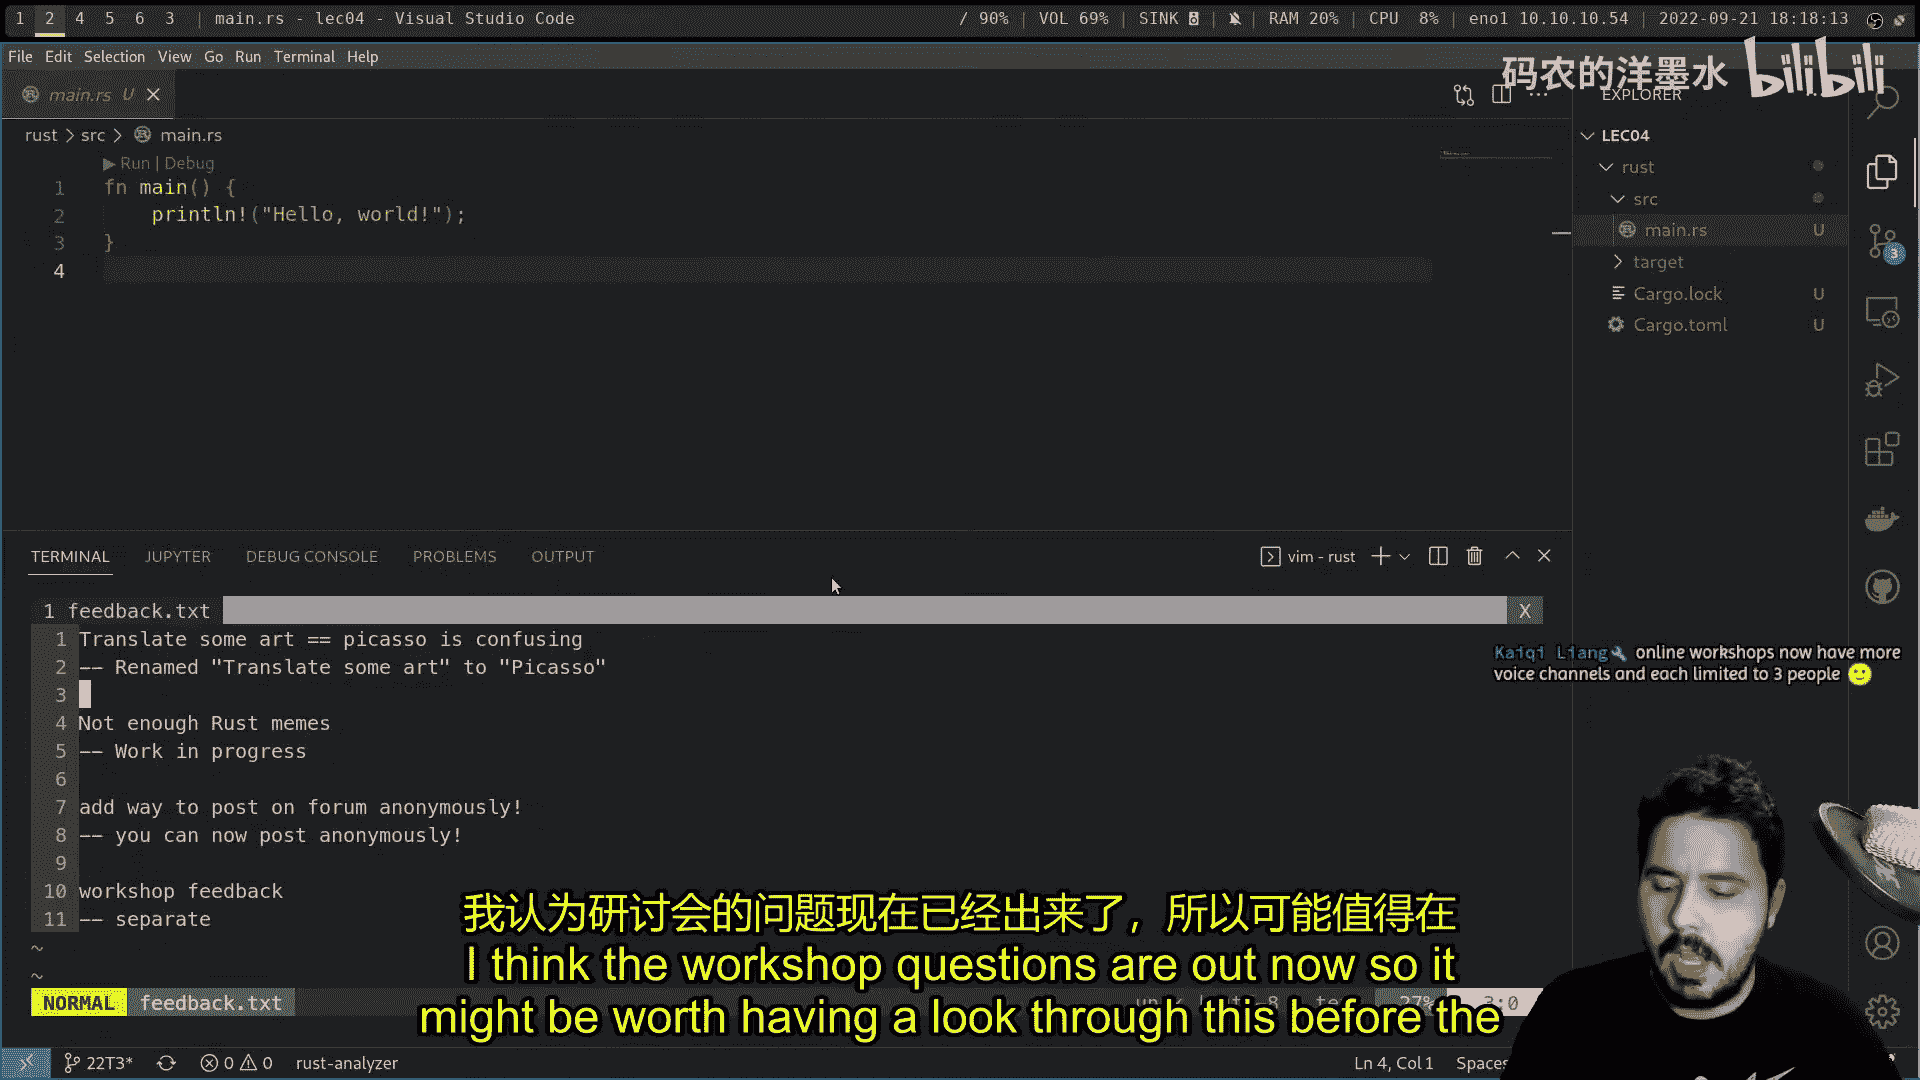 1 2 4 5 6 3 | main.rs - lec04 - Visual Studio Code
/ 90% | VOL 69% | SINK | | RAM 20% | CPU 8% | eno1 10.10.10.54 | 2022-09-21 18:18:13
File Edit Selection View Go Run Terminal Help
码农的洋墨水 bilibili
main.rs U
EXPLORER
rust > src > main.rs
Run | Debug
1 fn main() {
2 println!("Hello, world!");
3 }
4
LEC04
rust
src
main.rs U
target
Cargo.lock U
Cargo.toml U
3
TERMINAL JUPYTER DEBUG CONSOLE PROBLEMS OUTPUT
vim - rust
1 feedback.txt X
1 Translate some art == picasso is confusing
2 -- Renamed "Translate some art" to "Picasso"
3
4 Not enough Rust memes
5 -- Work in progress
6
7 add way to post on forum anonymously!
8 -- you can now post anonymously!
9
10 workshop feedback
11 -- separate
~
~
Kaiqi Liang online workshops now have more
voice channels and each limited to 3 people
我认为研讨会的问题现在已经出来了，所以可能值得在
I think the workshop questions are out now so it
might be worth having a look through this before the
NORMAL feedback.txt
27% 3:0
22T3* 0 0 rust-analyzer
Ln 4, Col 1 Spaces